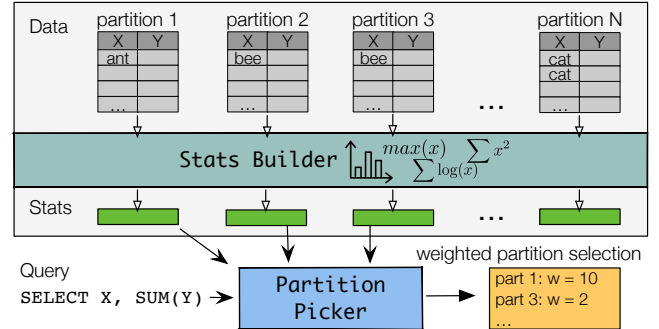 Data
partition 1 partition 2 partition 3 partition N
X Y X Y X Y X Y
ant bee bee cat
cat
... ... ... ... ...
Stats Builder max(x) ∑ x²
∑ log(x)
Stats ...
Query weighted partition selection
SELECT X, SUM(Y) Partition part 1: w = 10
Picker part 3: w = 2
...